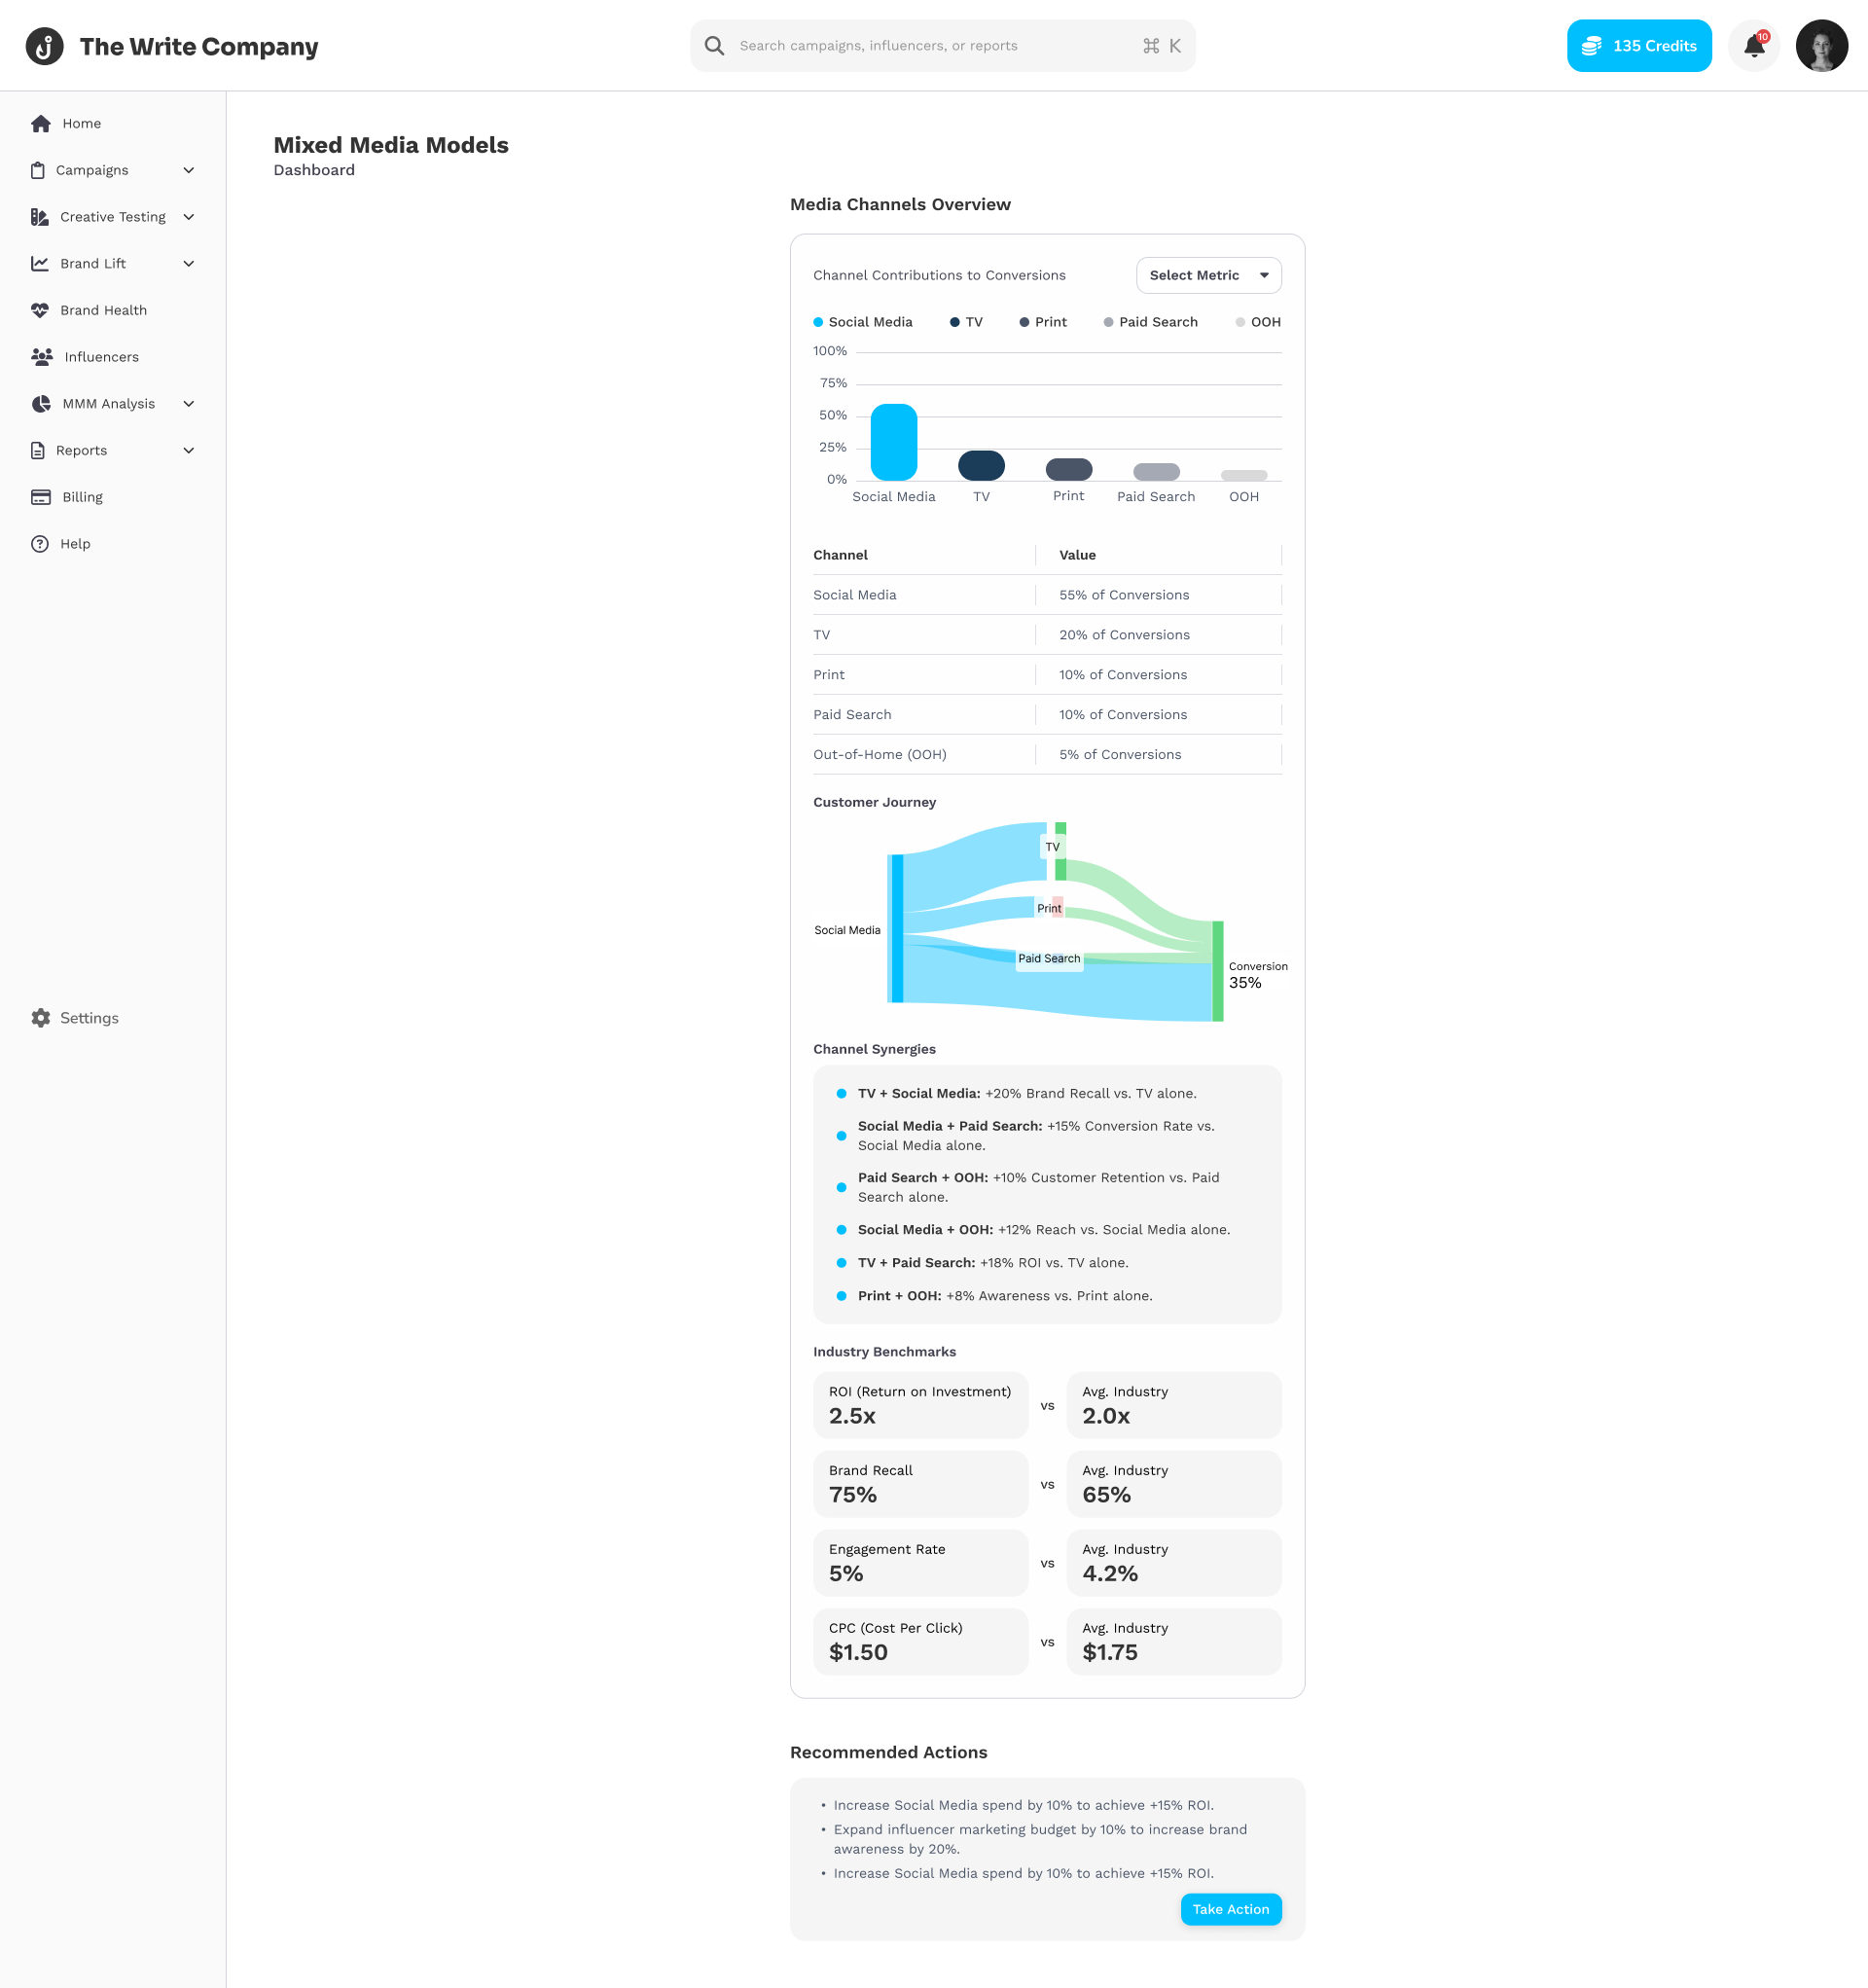 The Write Company
Search campaigns, influencers, or reports
⌘ K
135 Credits
10
Home
Campaigns
Creative Testing
Brand Lift
Brand Health
Influencers
MMM Analysis
Reports
Billing
Help
Settings
Mixed Media Models
Dashboard
Media Channels Overview
Channel Contributions to Conversions
Select Metric
Social Media TV Print Paid Search OOH
100%
75%
50%
25%
0%
Social Media TV Print Paid Search OOH
Channel Value
Social Media 55% of Conversions
TV 20% of Conversions
Print 10% of Conversions
Paid Search 10% of Conversions
Out-of-Home (OOH) 5% of Conversions
Customer Journey
TV
Print
Social Media
Paid Search
Conversion
35%
Channel Synergies
TV + Social Media: +20% Brand Recall vs. TV alone.
Social Media + Paid Search: +15% Conversion Rate vs.
Social Media alone.
Paid Search + OOH: +10% Customer Retention vs. Paid
Search alone.
Social Media + OOH: +12% Reach vs. Social Media alone.
TV + Paid Search: +18% ROI vs. TV alone.
Print + OOH: +8% Awareness vs. Print alone.
Industry Benchmarks
ROI (Return on Investment)
2.5x
vs
Avg. Industry
2.0x
Brand Recall
75%
vs
Avg. Industry
65%
Engagement Rate
5%
vs
Avg. Industry
4.2%
CPC (Cost Per Click)
$1.50
vs
Avg. Industry
$1.75
Recommended Actions
• Increase Social Media spend by 10% to achieve +15% ROI.
• Expand influencer marketing budget by 10% to increase brand
awareness by 20%.
• Increase Social Media spend by 10% to achieve +15% ROI.
Take Action